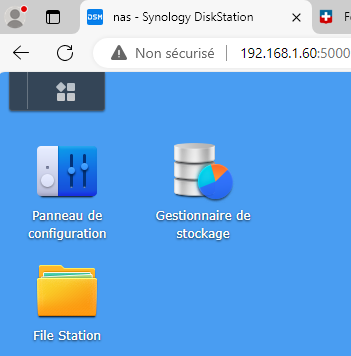 DSM nas - Synology DiskStation
Non sécurisé 192.168.1.60:5000
Panneau de configuration
Gestionnaire de stockage
File Station